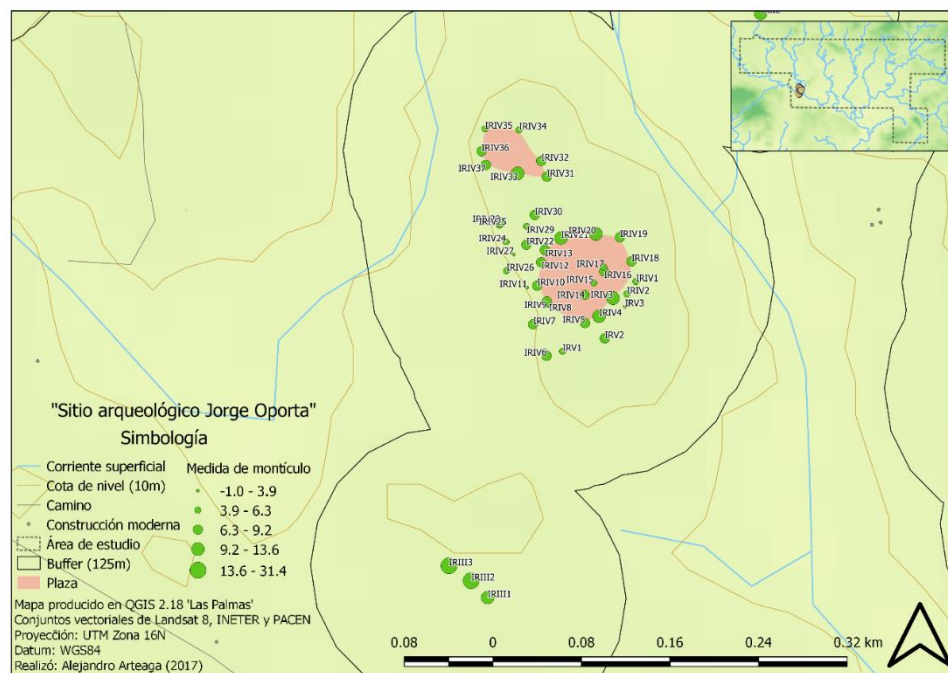 IRIV35
IRIV34
IRIV36
IRIV32
IRIV37
IRIV33
IRIV31
IRIV30
IRIV25
IRIV29
IRIV24
IRIV22
IRIV21
IRIV20
IRIV19
IRIV27
IRIV13
IRIV12
IRIV18
IRIV17
IRIV26
IRIV16
IRIV11
IRIV10
IRIV15
IRIV1
IRIV14
IRIV3
IRIV2
IRIV9
IRIV8
IRV3
IRIV7
IRIV5
IRIV4
IRV2
IRIV6
IRV1
"Sitio arqueológico Jorge Oporta"
Simbología
Corriente superficial
Cota de nivel (10m)
Camino
Construcción moderna
Área de estudio
Buffer (125m)
Plaza
Medida de montículo
-1.0 - 3.9
3.9 - 6.3
6.3 - 9.2
9.2 - 13.6
13.6 - 31.4
IRIII3
IRIII2
IRIII1
Mapa producido en QGIS 2.18 'Las Palmas'
Conjuntos vectoriales de Landsat 8, INETER y PACEN
Proyección: UTM Zona 16N
Datum: WGS84
Realizó: Alejandro Arteaga (2017)
0.08 0 0.08 0.16 0.24 0.32 km